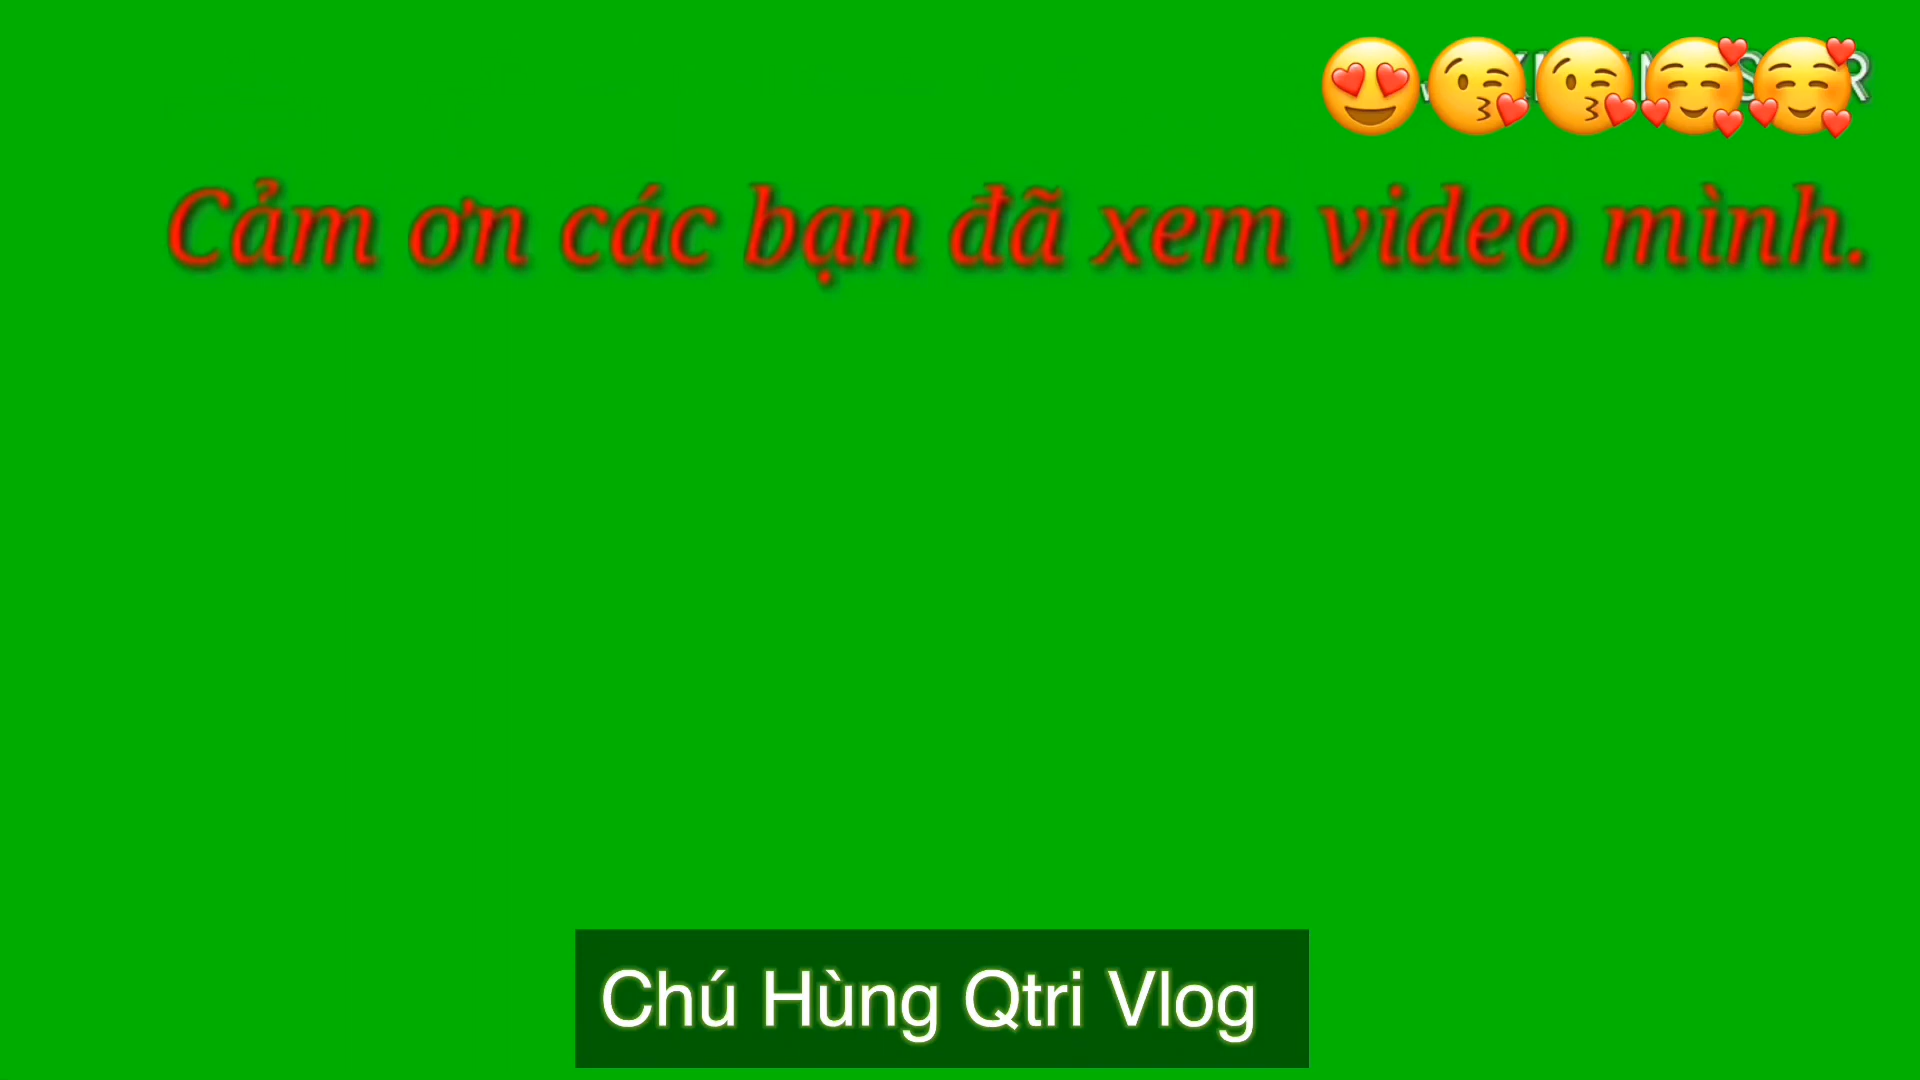 Cảm ơn các bạn đã xem video mình.
Chú Hùng Qtri Vlog